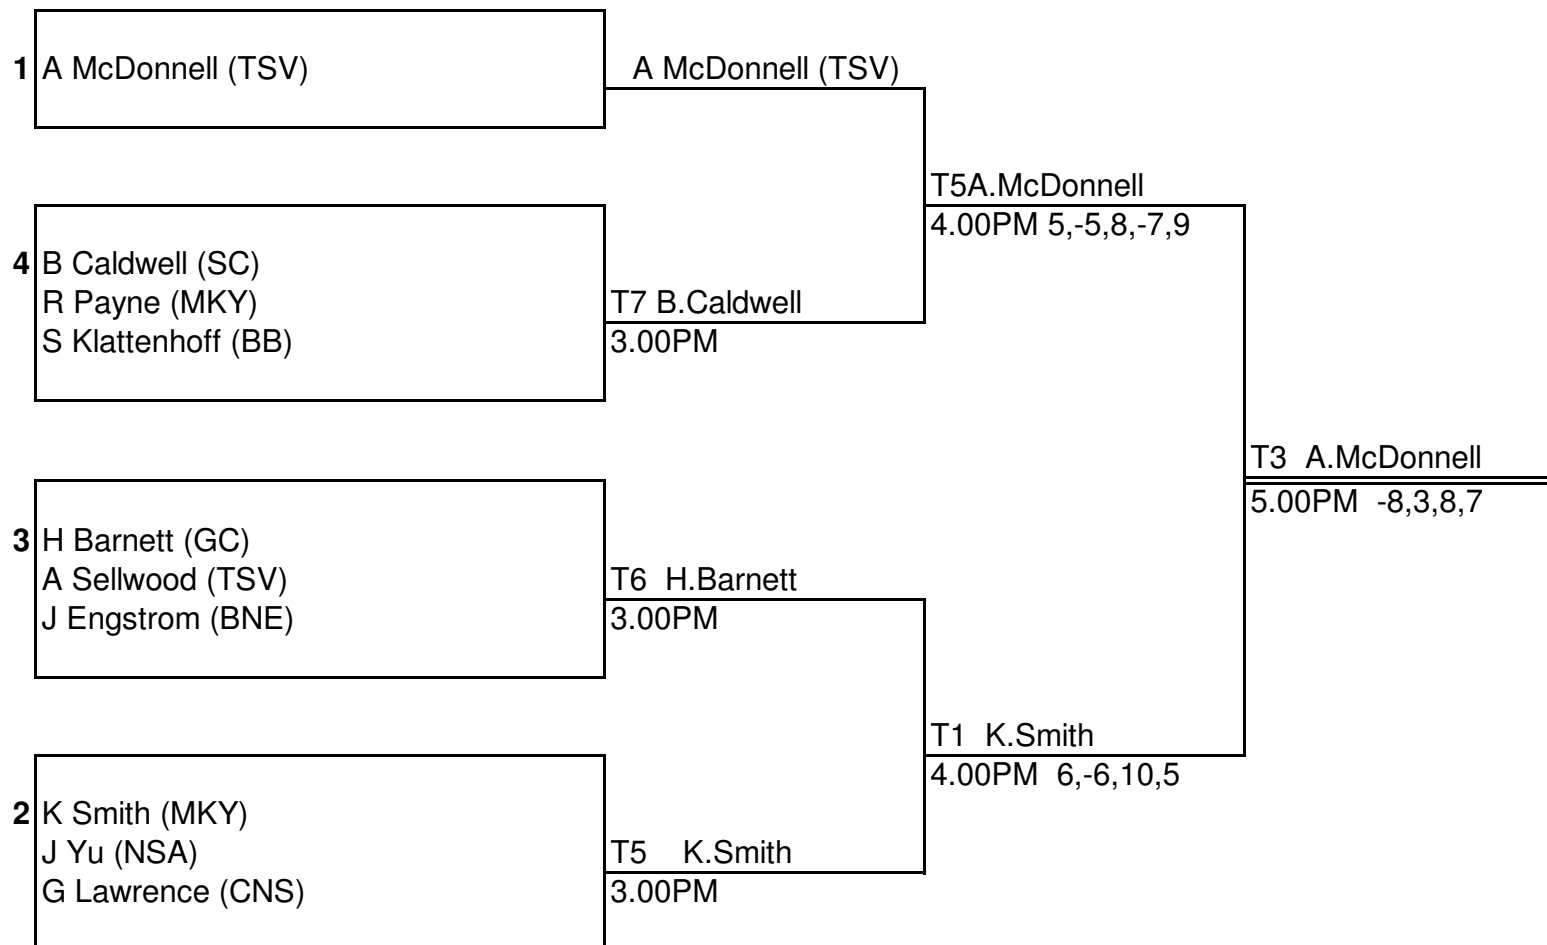 1 A McDonnell (TSV) A McDonnell (TSV)
T5A.McDonnell
4.00PM 5,-5,8,-7,9
4 B Caldwell (SC)
R Payne (MKY) T7 B.Caldwell
S Klattenhoff (BB) 3.00PM
T3 A.McDonnell
5.00PM -8,3,8,7
3 H Barnett (GC)
A Sellwood (TSV) T6 H.Barnett
J Engstrom (BNE) 3.00PM
T1 K.Smith
4.00PM 6,-6,10,5
2 K Smith (MKY)
J Yu (NSA) T5 K.Smith
G Lawrence (CNS) 3.00PM